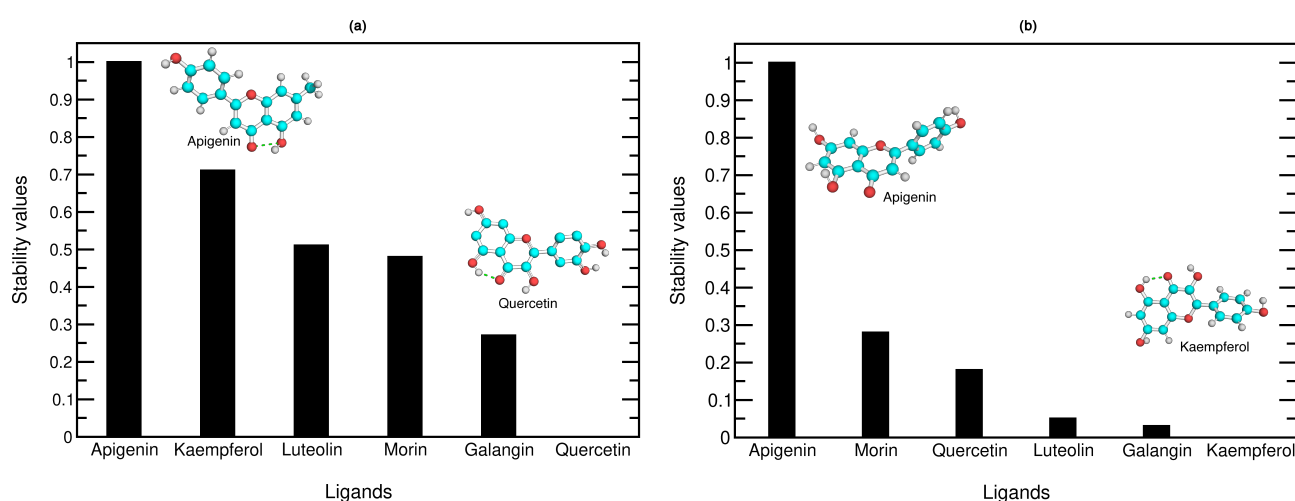 (a)
1
0.9
0.8
0.7
0.6
0.5
0.4
0.3
0.2
0.1
0
Stability values
Apigenin
Quercetin
Apigenin Kaempferol Luteolin Morin Galangin Quercetin
Ligands
(b)
1
0.9
0.8
0.7
0.6
0.5
0.4
0.3
0.2
0.1
0
Stability values
Apigenin
Kaempferol
Apigenin Morin Quercetin Luteolin Galangin Kaempferol
Ligands